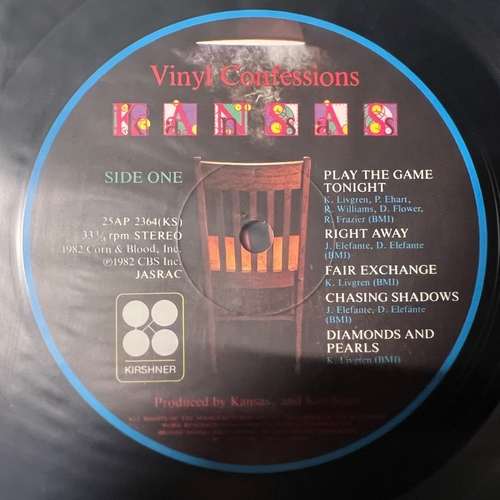 Vinyl Confessions
KANSAS
SIDE ONE
25AP 2364(KS)
33⅓ rpm STEREO
1982 Corn & Blood, Inc.
℗1982 CBS Inc.
JASRAC
KIRSHNER
PLAY THE GAME
TONIGHT
K. Livgren, P. Ehart,
R. Williams, D. Flower,
R. Frazier (BMI)
RIGHT AWAY
J. Elefante, D. Elefante
(BMI)
FAIR EXCHANGE
K. Livgren (BMI)
CHASING SHADOWS
J. Elefante, D. Elefante
(BMI)
DIAMONDS AND
PEARLS
K. Livgren (BMI)
Produced by Kansas, and